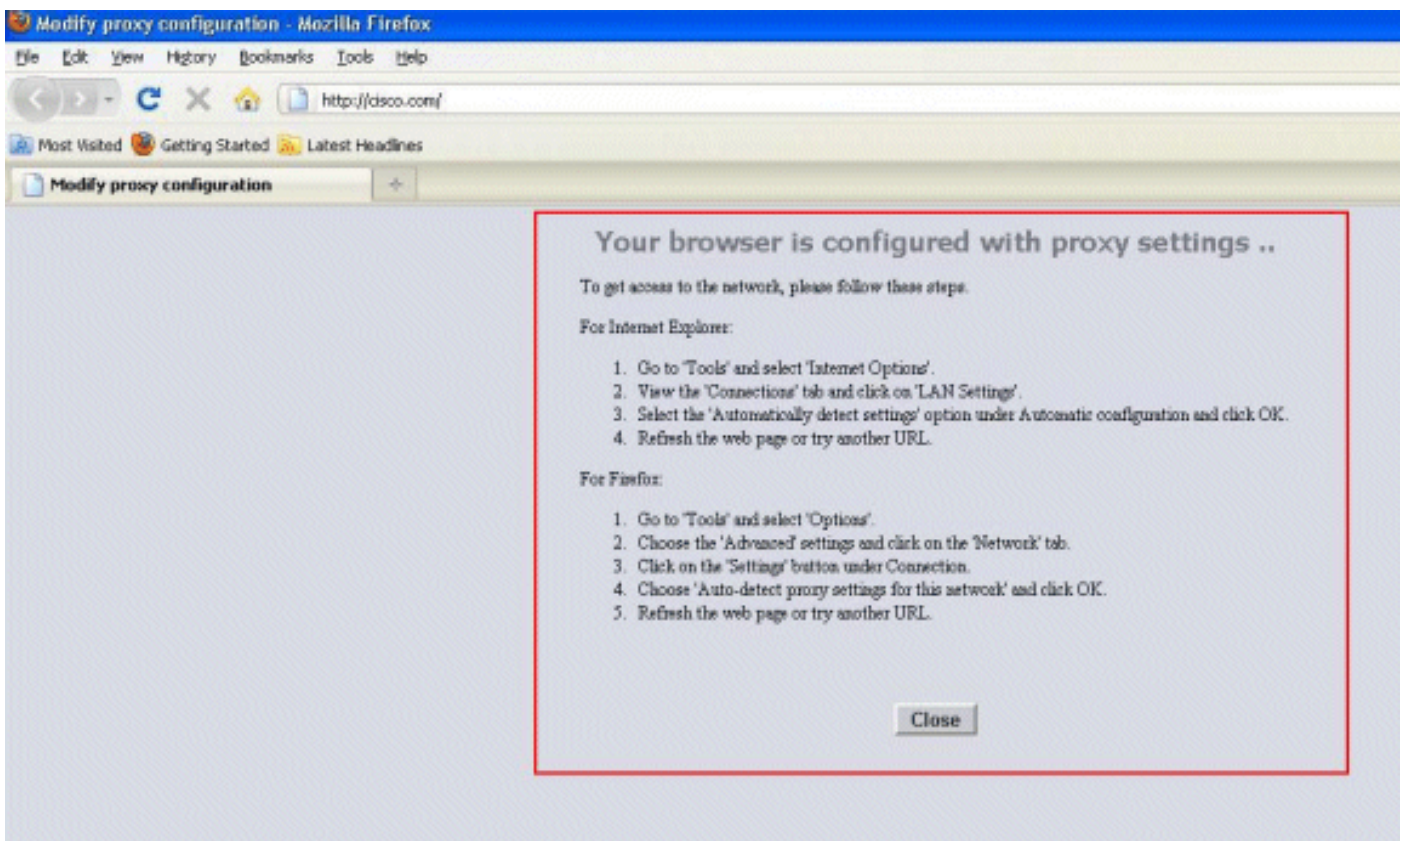 Modify proxy configuration - Mozilla Firefox
File Edit View History Bookmarks Tools Help
http://cisco.com/
Most Visited Getting Started Latest Headlines
Modify proxy configuration
Your browser is configured with proxy settings ..
To get access to the network, please follow these steps.
For Internet Explorer:
1. Go to 'Tools' and select 'Internet Options'.
2. View the 'Connections' tab and click on 'LAN Settings'.
3. Select the 'Automatically detect settings' option under Automatic configuration and click OK.
4. Refresh the web page or try another URL.
For Firefox:
1. Go to 'Tools' and select 'Options'.
2. Choose the 'Advanced' settings and click on the 'Network' tab.
3. Click on the 'Settings' button under Connection.
4. Choose 'Auto-detect proxy settings for this network' and click OK.
5. Refresh the web page or try another URL.
Close